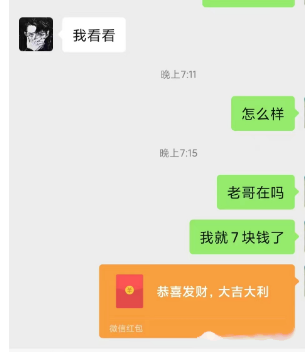 我看看
晚上7:11
怎么样
晚上7:15
老哥在吗
我就7块钱了
恭喜发财，大吉大利
微信红包